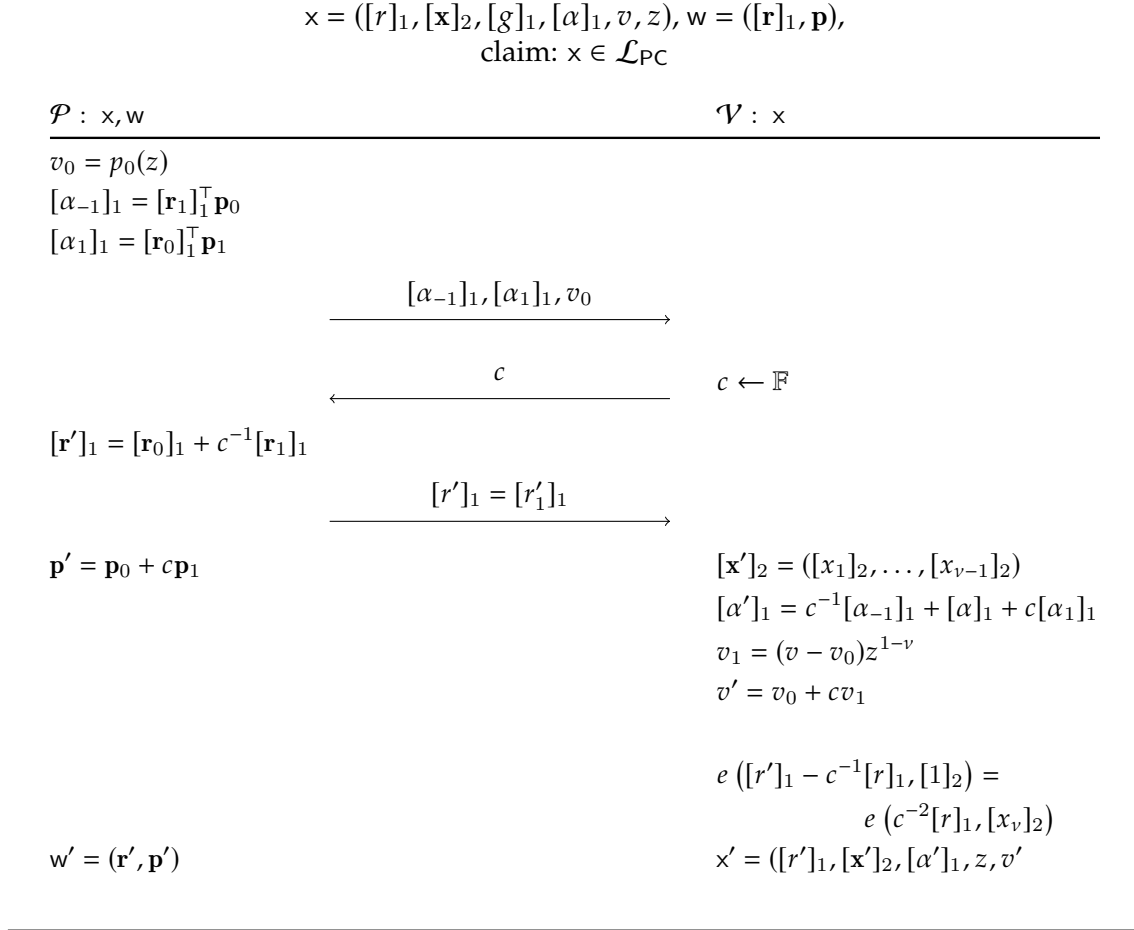 x = ([r]₁, [𝐱]₂, [g]₁, [α]₁, v, z), w = ([𝐫]₁, 𝐩),
claim: x ∈ 𝓛_PC
𝒫 : x, w 𝒱 : x
v₀ = p₀(z)
[α₋₁]₁ = [𝐫₁]₁^⊤ 𝐩₀
[α₁]₁ = [𝐫₀]₁^⊤ 𝐩₁
[α₋₁]₁, [α₁]₁, v₀
c
c ← 𝔽
[𝐫′]₁ = [𝐫₀]₁ + c⁻¹[𝐫₁]₁
[r′]₁ = [r′₁]₁
𝐩′ = 𝐩₀ + c𝐩₁ [𝐱′]₂ = ([x₁]₂, . . . , [x_{ν−1}]₂)
[α′]₁ = c⁻¹[α₋₁]₁ + [α]₁ + c[α₁]₁
v₁ = (v − v₀)z^{1−ν}
v′ = v₀ + cv₁
e ([r′]₁ − c⁻¹[r]₁, [1]₂) =
e (c⁻²[r]₁, [x_ν]₂)
w′ = (𝐫′, 𝐩′) x′ = ([r′]₁, [𝐱′]₂, [α′]₁, z, v′